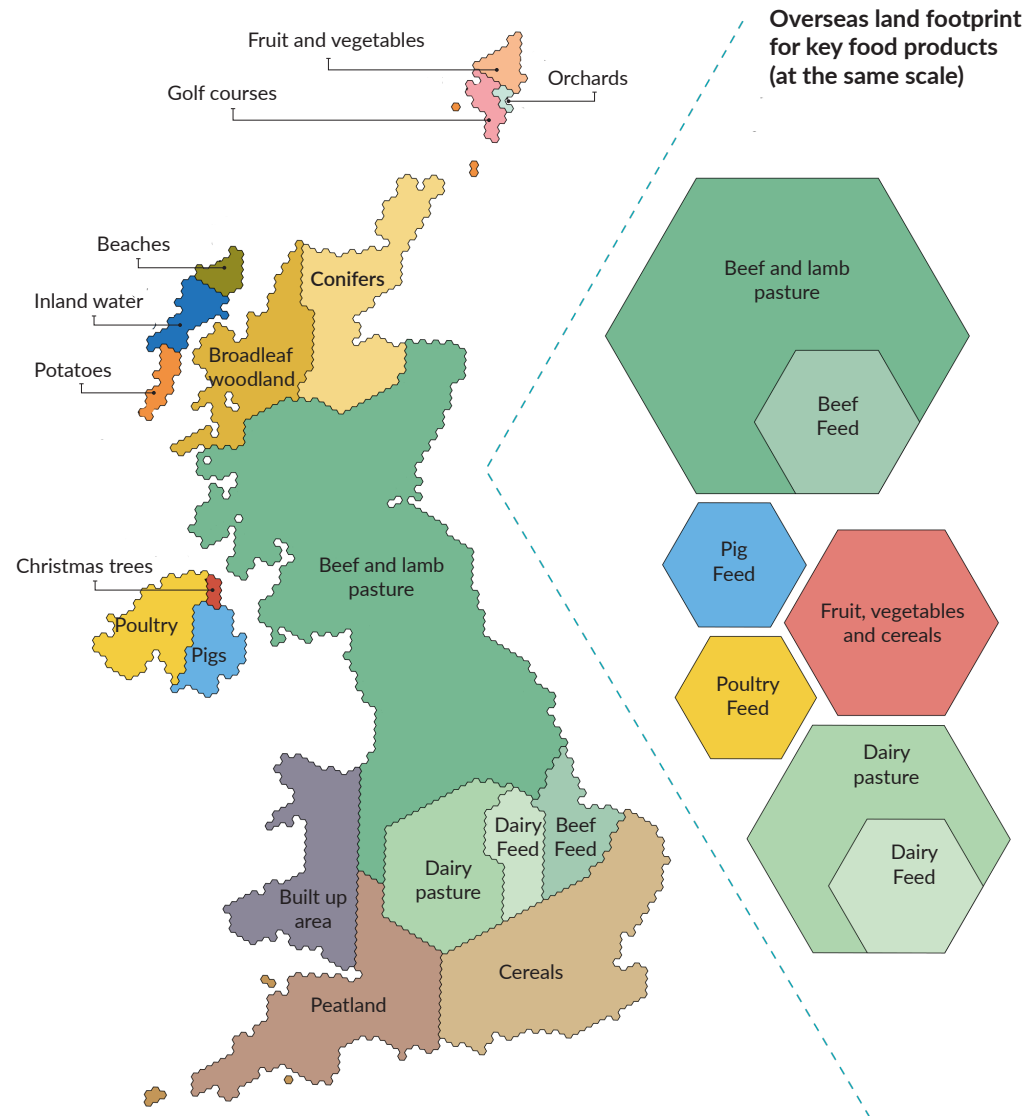 Overseas land footprint
for key food products
(at the same scale)
Fruit and vegetables
Orchards
Golf courses
Beaches
Inland water
Potatoes
Conifers
Broadleaf
woodland
Christmas trees
Poultry
Pigs
Beef and lamb
pasture
Dairy
Feed
Beef
Feed
Dairy
pasture
Built up
area
Cereals
Peatland
Beef and lamb
pasture
Beef
Feed
Pig
Feed
Fruit, vegetables
and cereals
Poultry
Feed
Dairy
pasture
Dairy
Feed